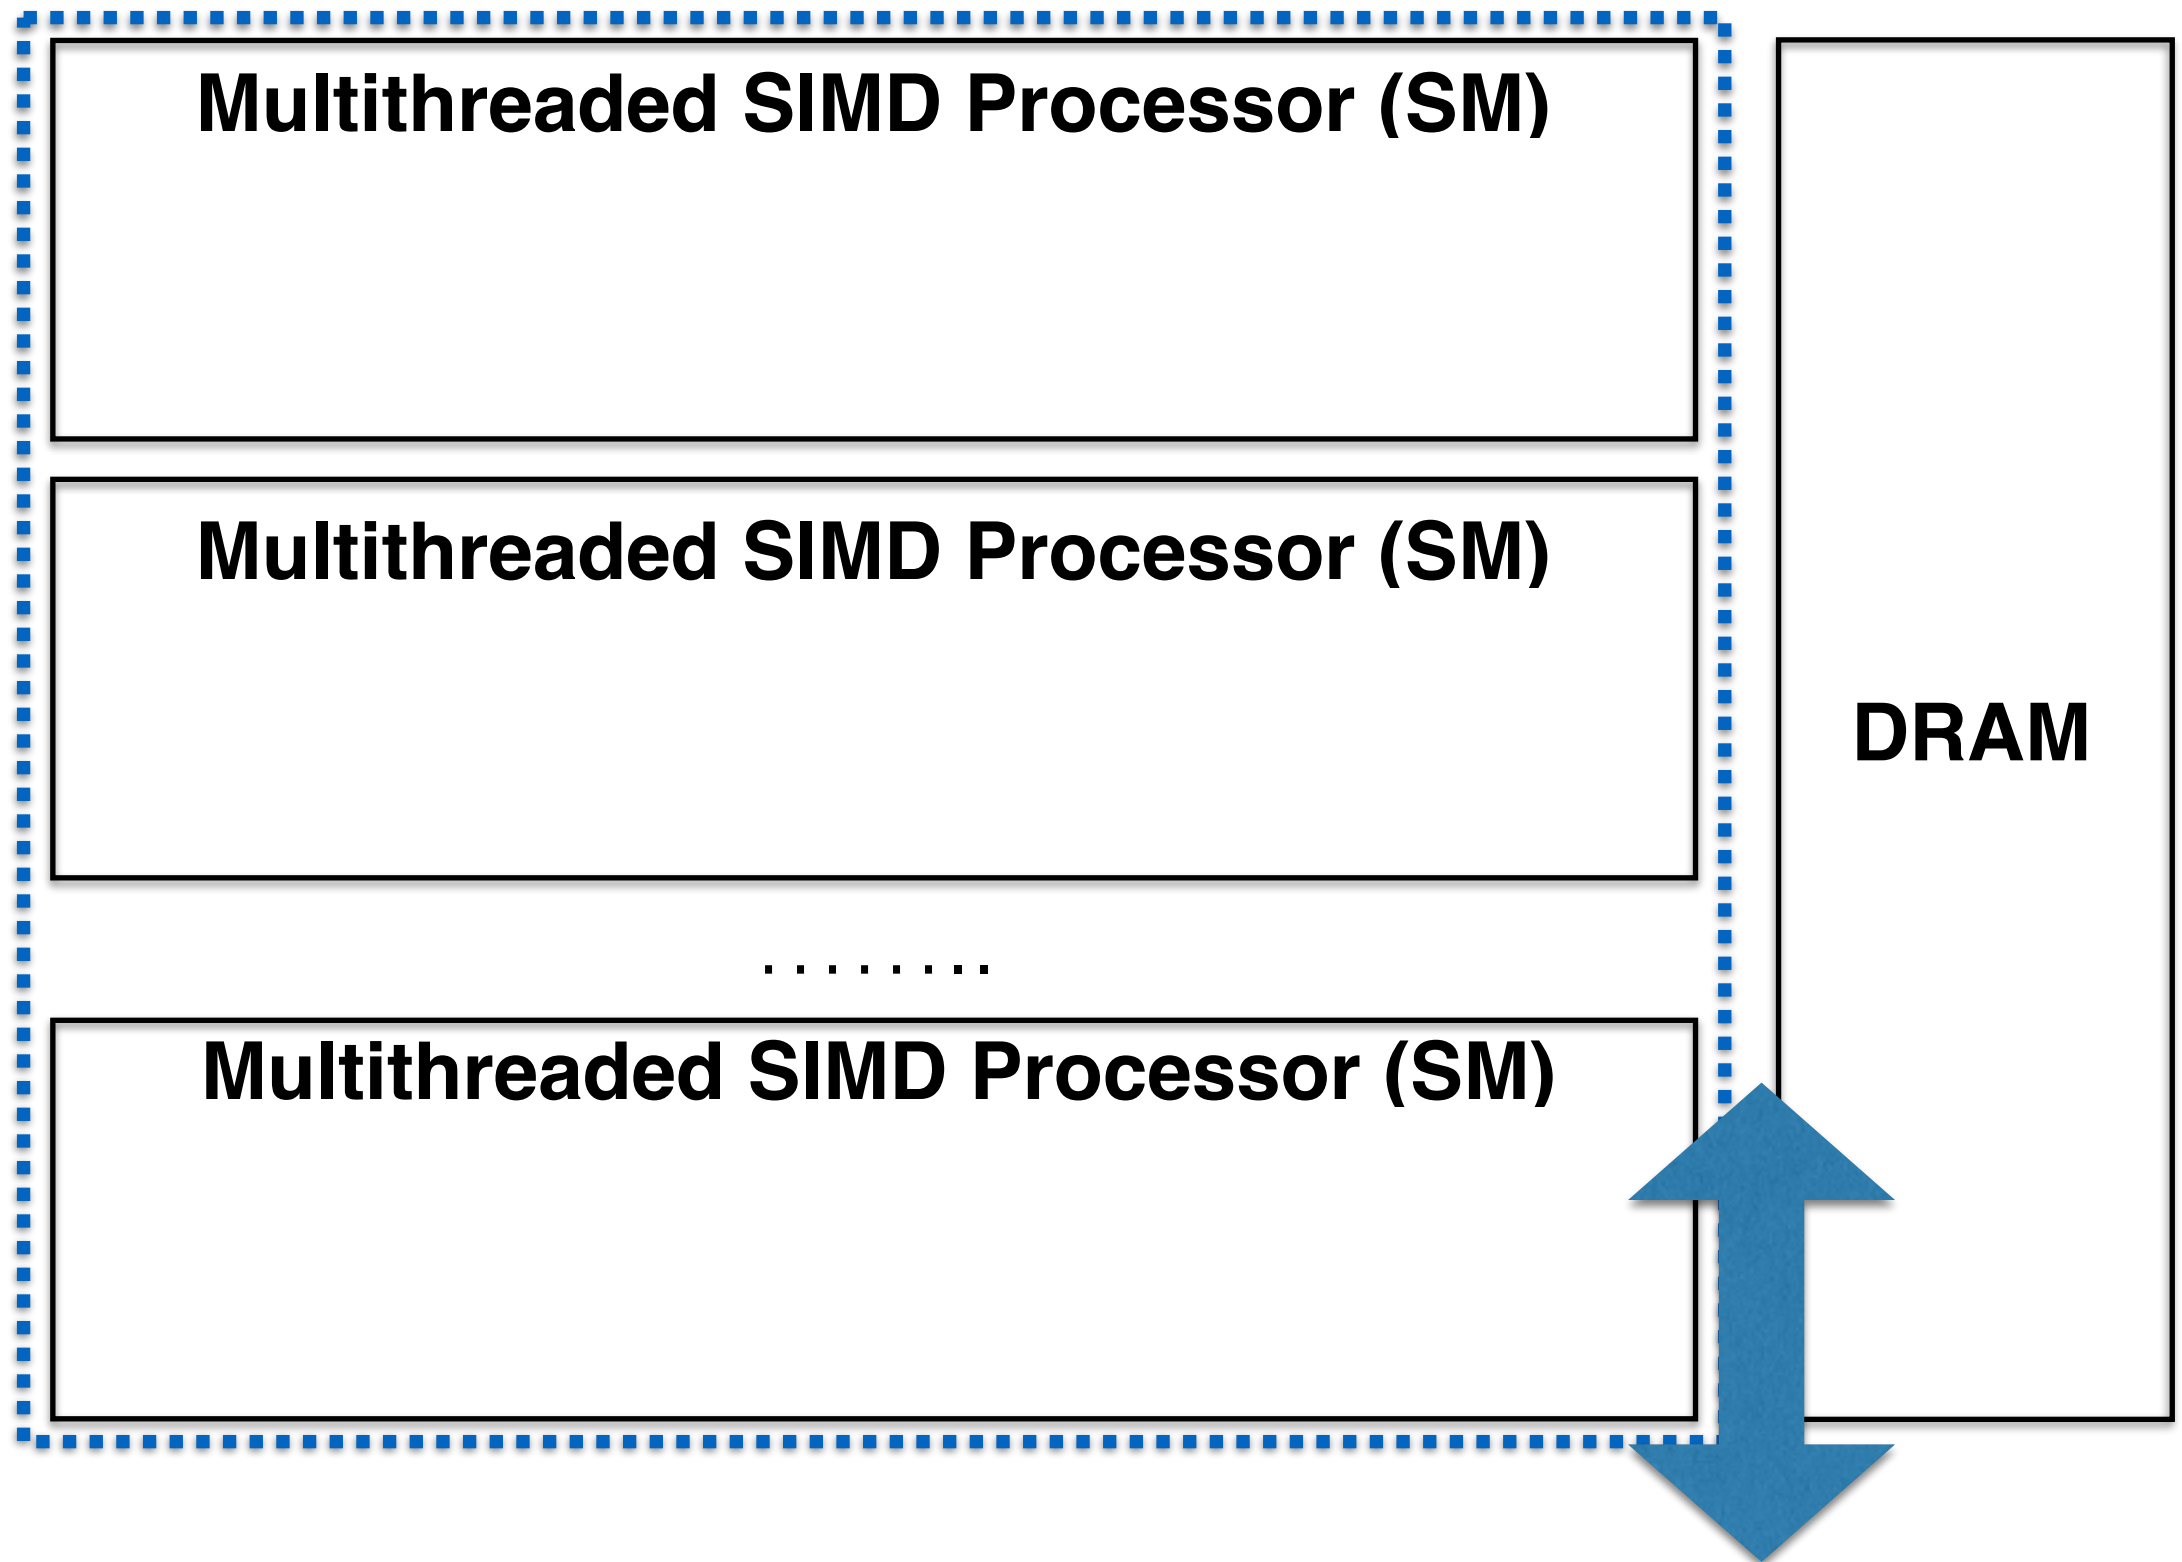 Multithreaded SIMD Processor (SM)
Multithreaded SIMD Processor (SM)
DRAM
........
Multithreaded SIMD Processor (SM)